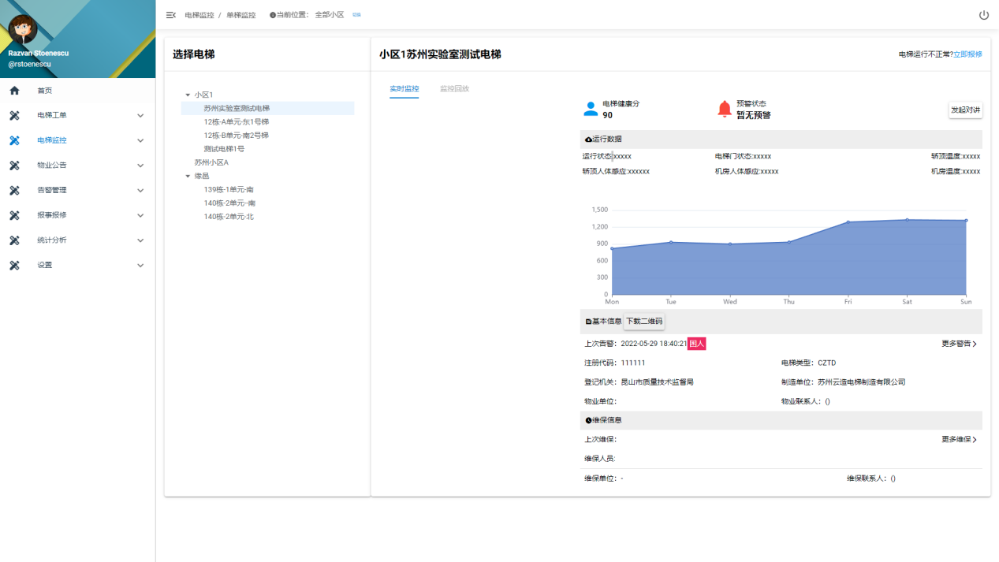 Razvan Stoenescu
@rstoenescu
首页
电梯工单
电梯监控
物业公告
告警管理
报事报修
统计分析
设置
电梯监控 / 单梯监控 当前位置: 全部小区 切换
选择电梯
小区1
苏州实验室测试电梯
12栋-A单元-东1号梯
12栋-B单元-南2号梯
测试电梯1号
苏州小区A
缘邑
139栋-1单元-南
140栋-2单元--南
140栋-2单元-北
小区1苏州实验室测试电梯
电梯运行不正常?立即报修
实时监控 监控回放
电梯健康分
90
预警状态
暂无预警
发起对讲
运行数据
运行状态:xxxxx 电梯门状态:xxxxx 轿顶温度:xxxxx
轿顶人体感应:xxxxxx 机房人体感应:xxxxx 机房温度:xxxxx
1,500
1,200
900
600
300
0
Mon Tue Wed Thu Fri Sat Sun
基本信息 下载二维码
上次告警: 2022-05-29 18:40:21 困人 更多警告
注册代码: 111111 电梯类型: CZTD
登记机关: 昆山市质量技术监督局 制造单位: 苏州云造电梯制造有限公司
物业单位: 物业联系人: ()
维保信息
上次维保: 更多维保
维保人员:
维保单位: - 维保联系人: ()